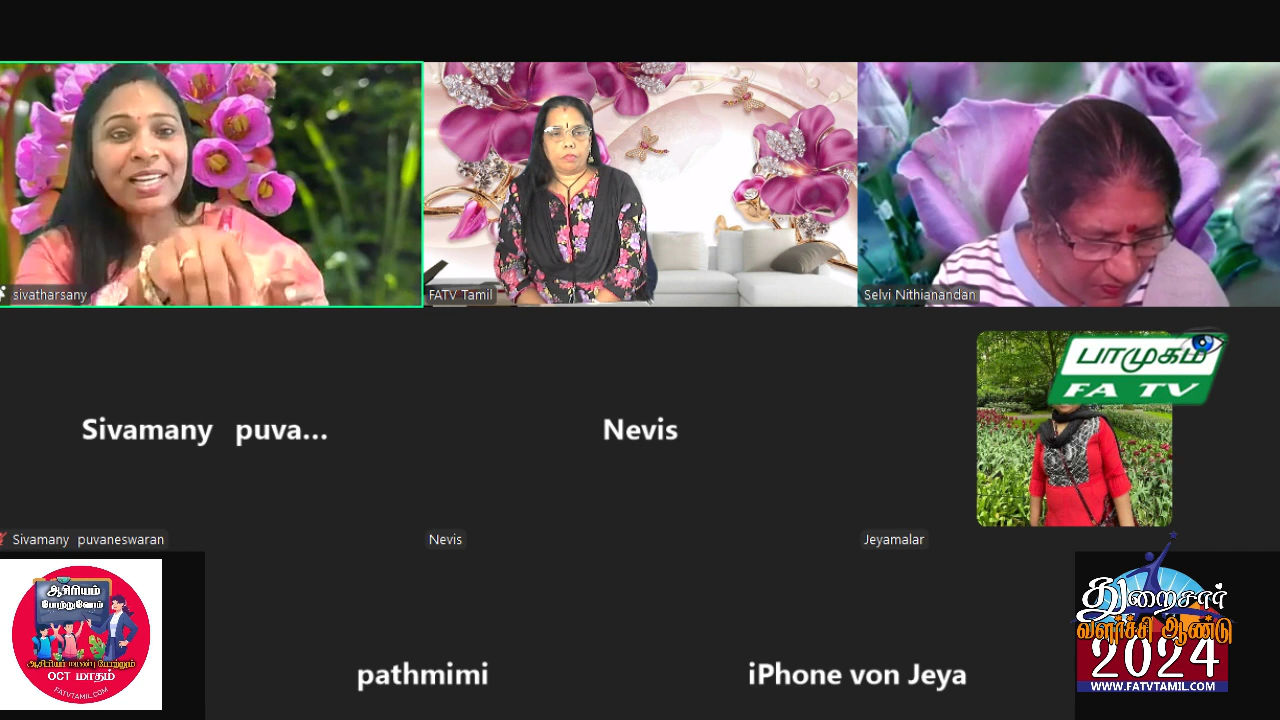 sivatharsany
FATV Tamil
Selvi Nithianandan
Sivamany puva...
Nevis
பாமுகம்
FA TV
Sivamany puvaneswaran
Nevis
Jeyamalar
ஆசிரியம்
போற்றுவோம்
OCT மாதம்
FATVTAMIL.COM
pathmimi
iPhone von Jeya
துறைசார்
வளர்ச்சி ஆண்டு
2024
WWW.FATVTAMIL.COM